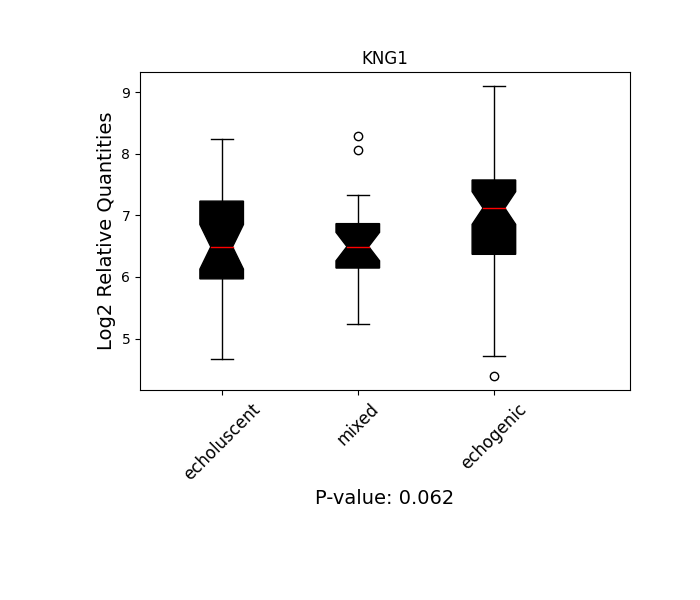 KNG1
Log2 Relative Quantities
9
8
7
6
5
echoluscent
mixed
echogenic
P-value: 0.062